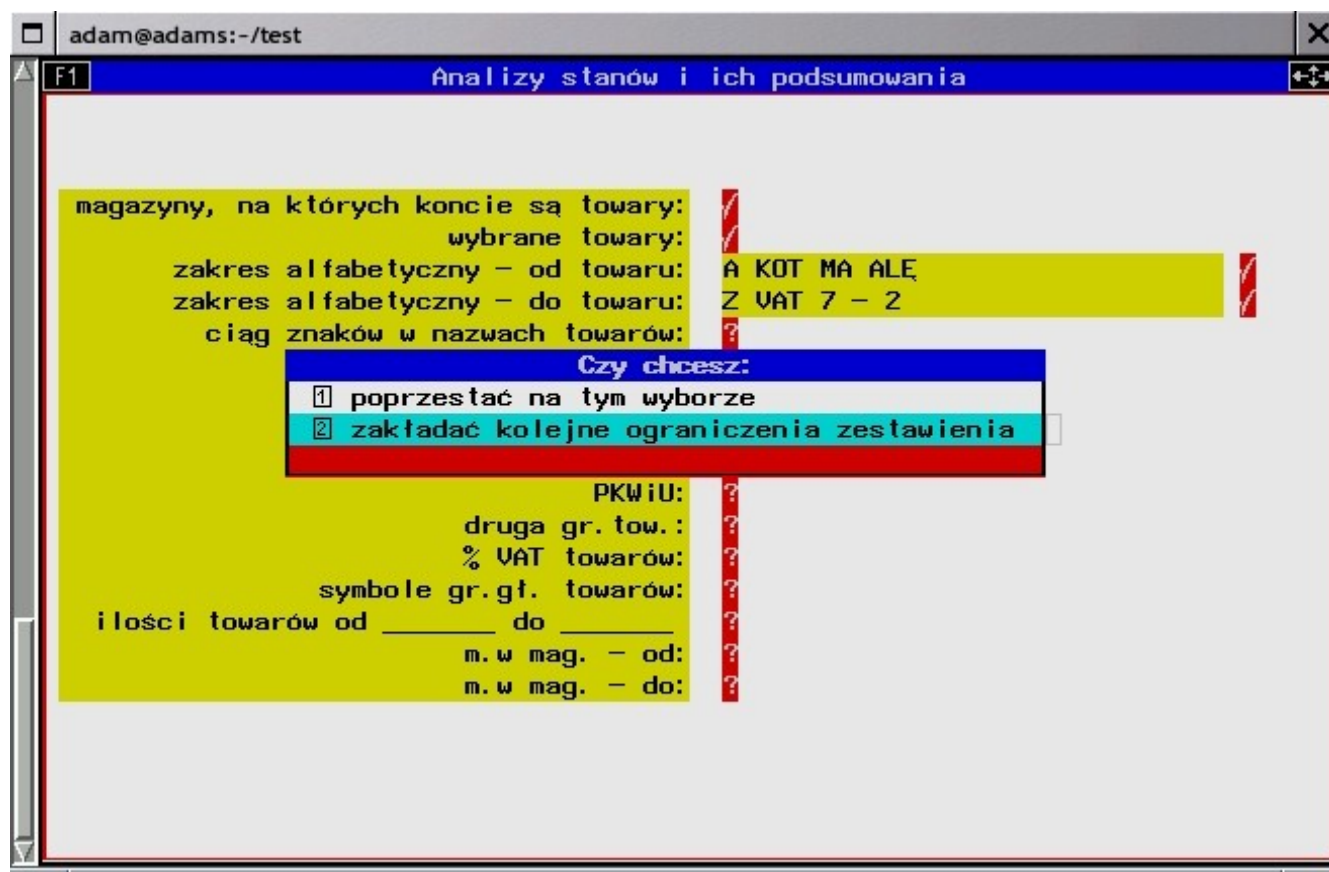 adam@adams:~/test
F1 Analizy stanów i ich podsumowania
magazyny, na których koncie są towary: √
wybrane towary: √
zakres alfabetyczny - od towaru: A KOT MA ALĘ √
zakres alfabetyczny - do towaru: Z VAT 7 - 2 √
ciąg znaków w nazwach towarów: ?
Czy chcesz:
1 poprzestać na tym wyborze
2 zakładać kolejne ograniczenia zestawienia
PKWiU: ?
druga gr.tow.: ?
% VAT towarów: ?
symbole gr.gł. towarów: ?
ilości towarów od _______ do _______ ?
m.w mag. - od: ?
m.w mag. - do: ?